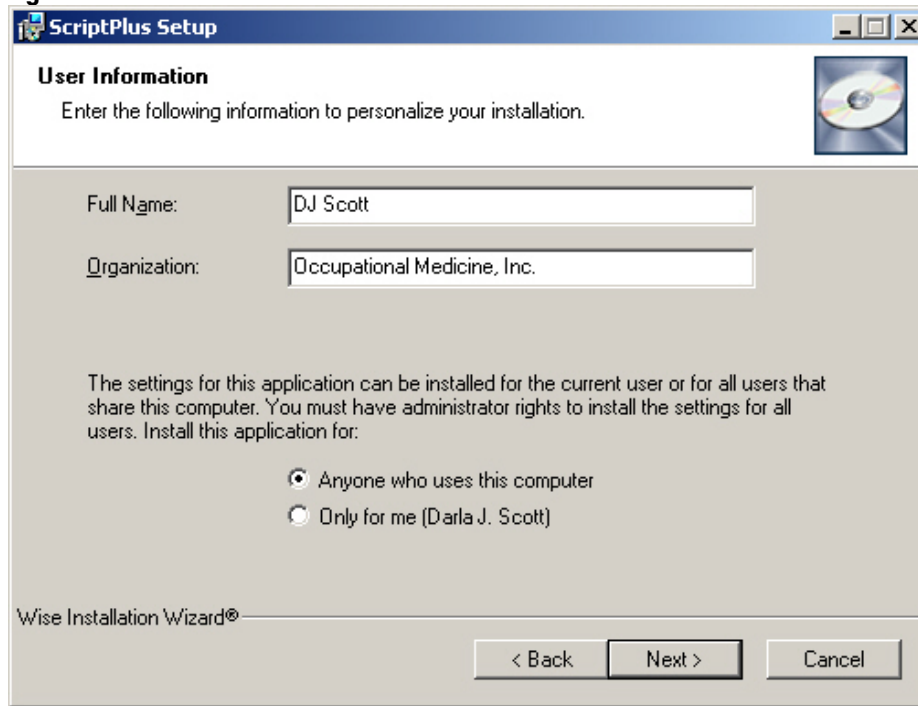 ScriptPlus Setup
User Information
Enter the following information to personalize your installation.
Full Name:
DJ Scott
Organization:
Occupational Medicine, Inc.
The settings for this application can be installed for the current user or for all users that
share this computer. You must have administrator rights to install the settings for all
users. Install this application for:
Anyone who uses this computer
Only for me (Darla J. Scott)
Wise Installation Wizard®
< Back
Next >
Cancel